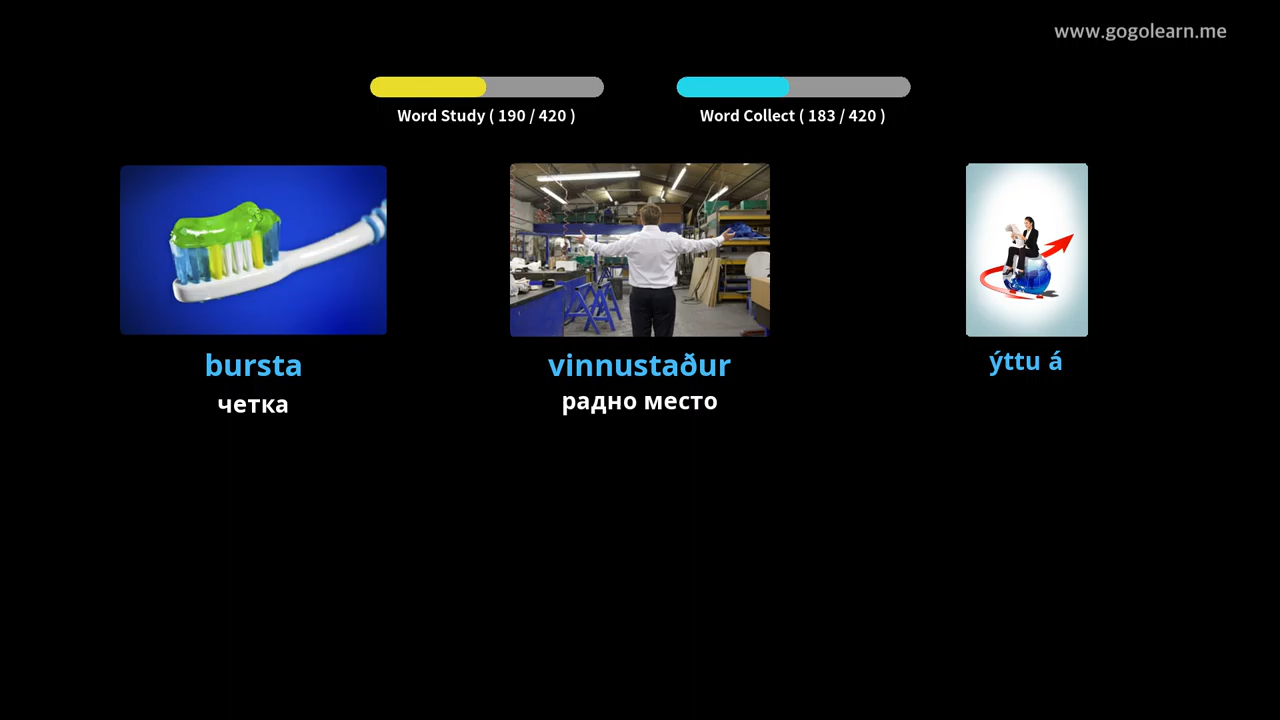 www.gogolearn.me
Word Study ( 190 / 420 )
Word Collect ( 183 / 420 )
bursta
четка
vinnustaður
радно место
ýttu á